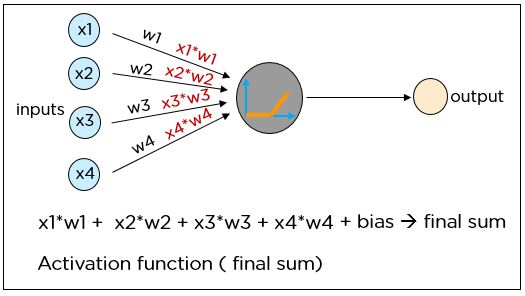 x1
w1
x1*w1
x2
w2
x2*w2
inputs
x3
w3
x3*w3
output
x4
w4
x4*w4
x1*w1 + x2*w2 + x3*w3 + x4*w4 + bias → final sum
Activation function ( final sum)